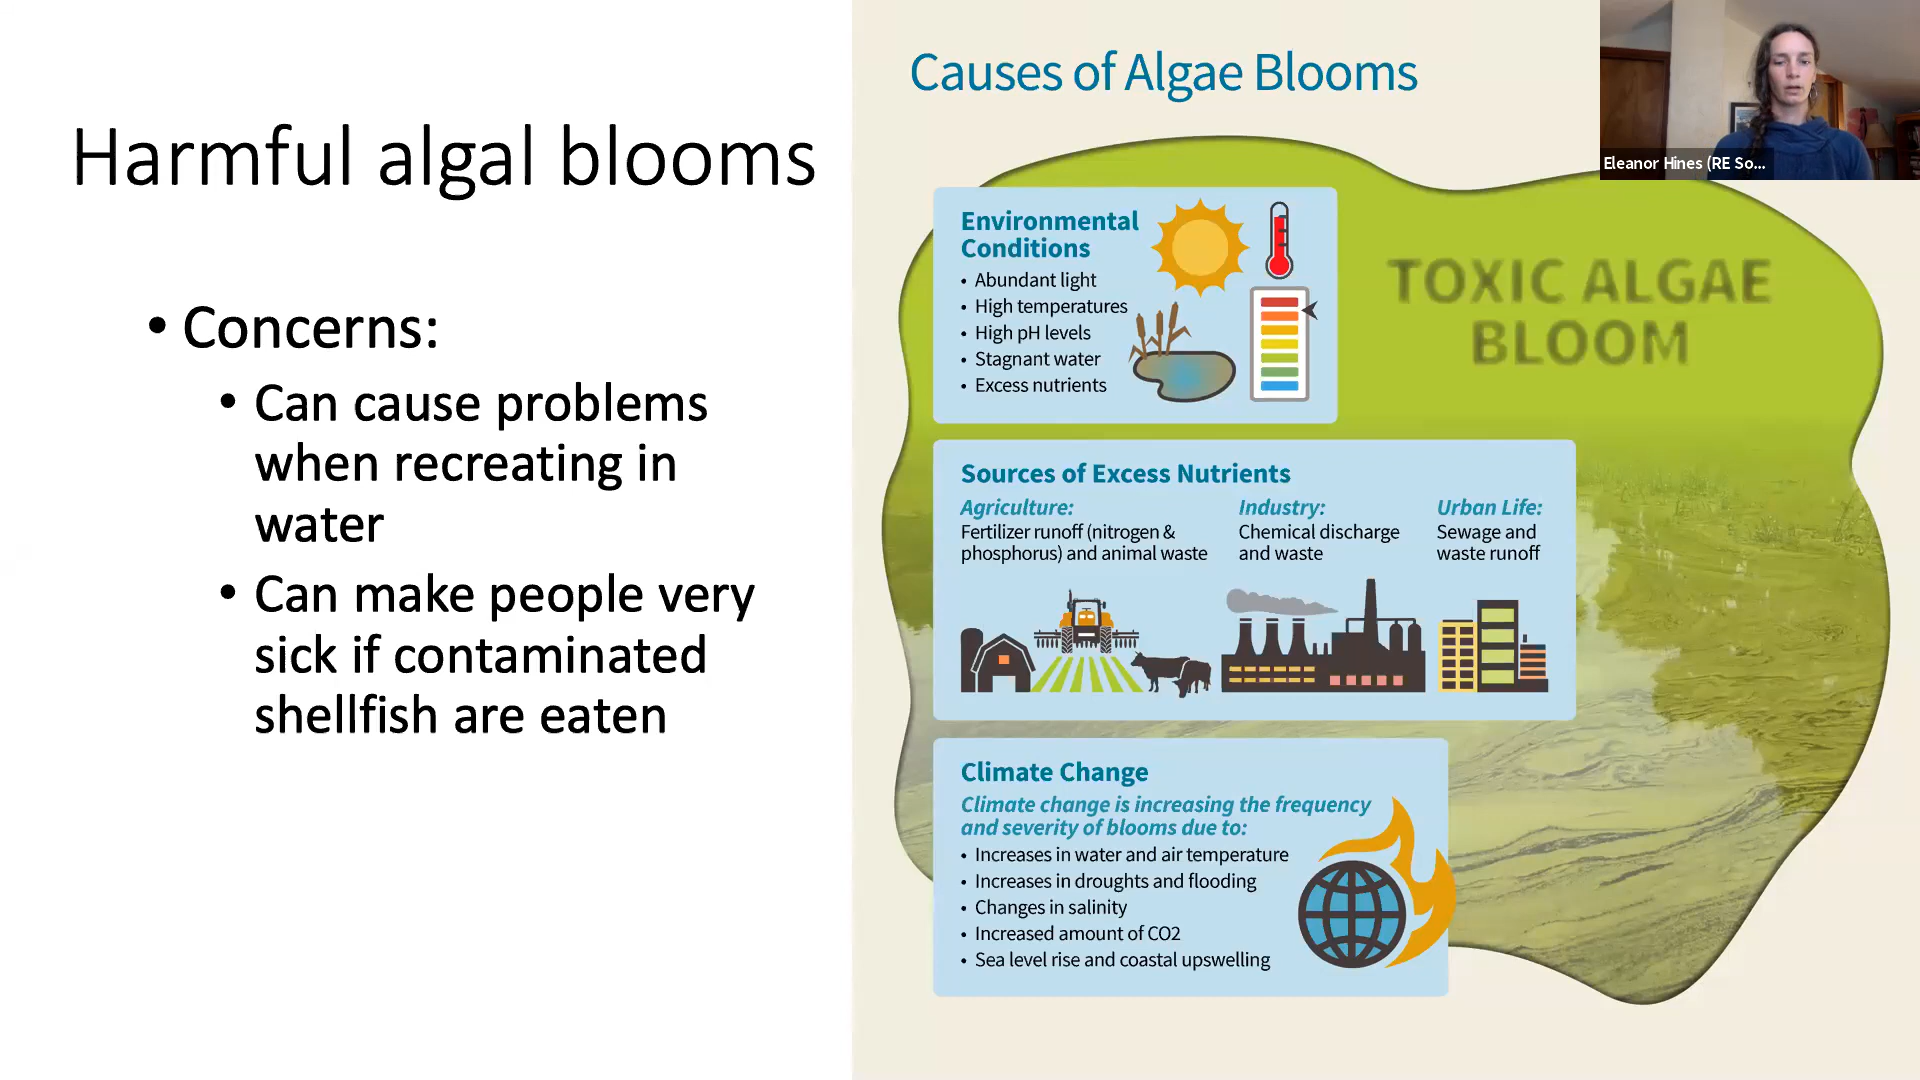 Harmful algal blooms
• Concerns:
• Can cause problems
when recreating in
water
• Can make people very
sick if contaminated
shellfish are eaten
Causes of Algae Blooms
Eleanor Hines (RE So...
TOXIC ALGAE
BLOOM
Environmental
Conditions
• Abundant light
• High temperatures
• High pH levels
• Stagnant water
• Excess nutrients
Sources of Excess Nutrients
Agriculture:
Fertilizer runoff (nitrogen &
phosphorus) and animal waste
Industry:
Chemical discharge
and waste
Urban Life:
Sewage and
waste runoff
Climate Change
Climate change is increasing the frequency
and severity of blooms due to:
• Increases in water and air temperature
• Increases in droughts and flooding
• Changes in salinity
• Increased amount of CO2
• Sea level rise and coastal upswelling